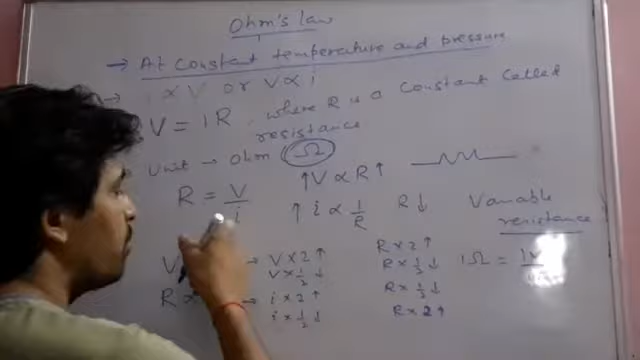 Ohm's law
→ At constant temperature and pressure
→ i ∝ V or V ∝ i
V = iR, where R is a constant called
resistance
Unit → Ohm (Ω)
↑V ∝ R↑
R = V/i
↑ i ∝ 1/R R ↓
Variable
resistance
V → V × 2 ↑ R × 2 ↑
V × 1/2 ↓ R × 1/2 ↓
1Ω = 1V
R ∝ → i × 2 ↑ R × 1/2 ↓
i × 1/2 ↓ R × 2 ↑